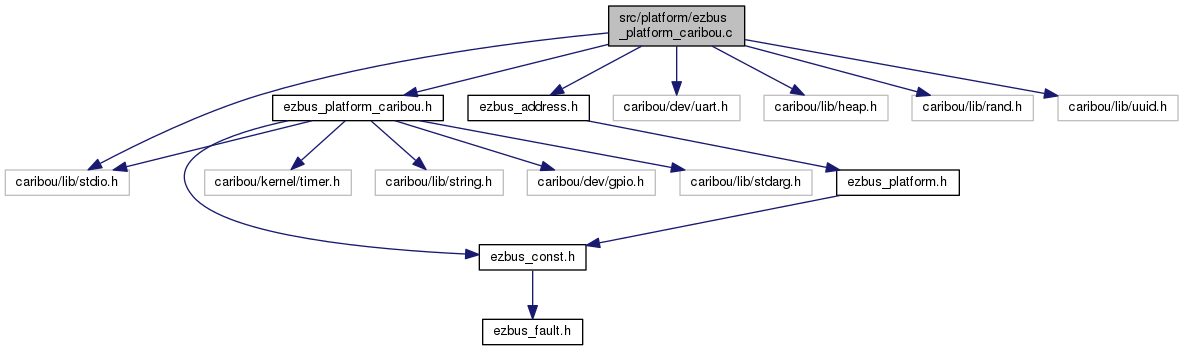 src/platform/ezbus
_platform_caribou.c
ezbus_platform_caribou.h
ezbus_address.h
caribou/dev/uart.h
caribou/lib/heap.h
caribou/lib/rand.h
caribou/lib/uuid.h
caribou/lib/stdio.h
caribou/kernel/timer.h
caribou/lib/string.h
caribou/dev/gpio.h
caribou/lib/stdarg.h
ezbus_platform.h
ezbus_const.h
ezbus_fault.h